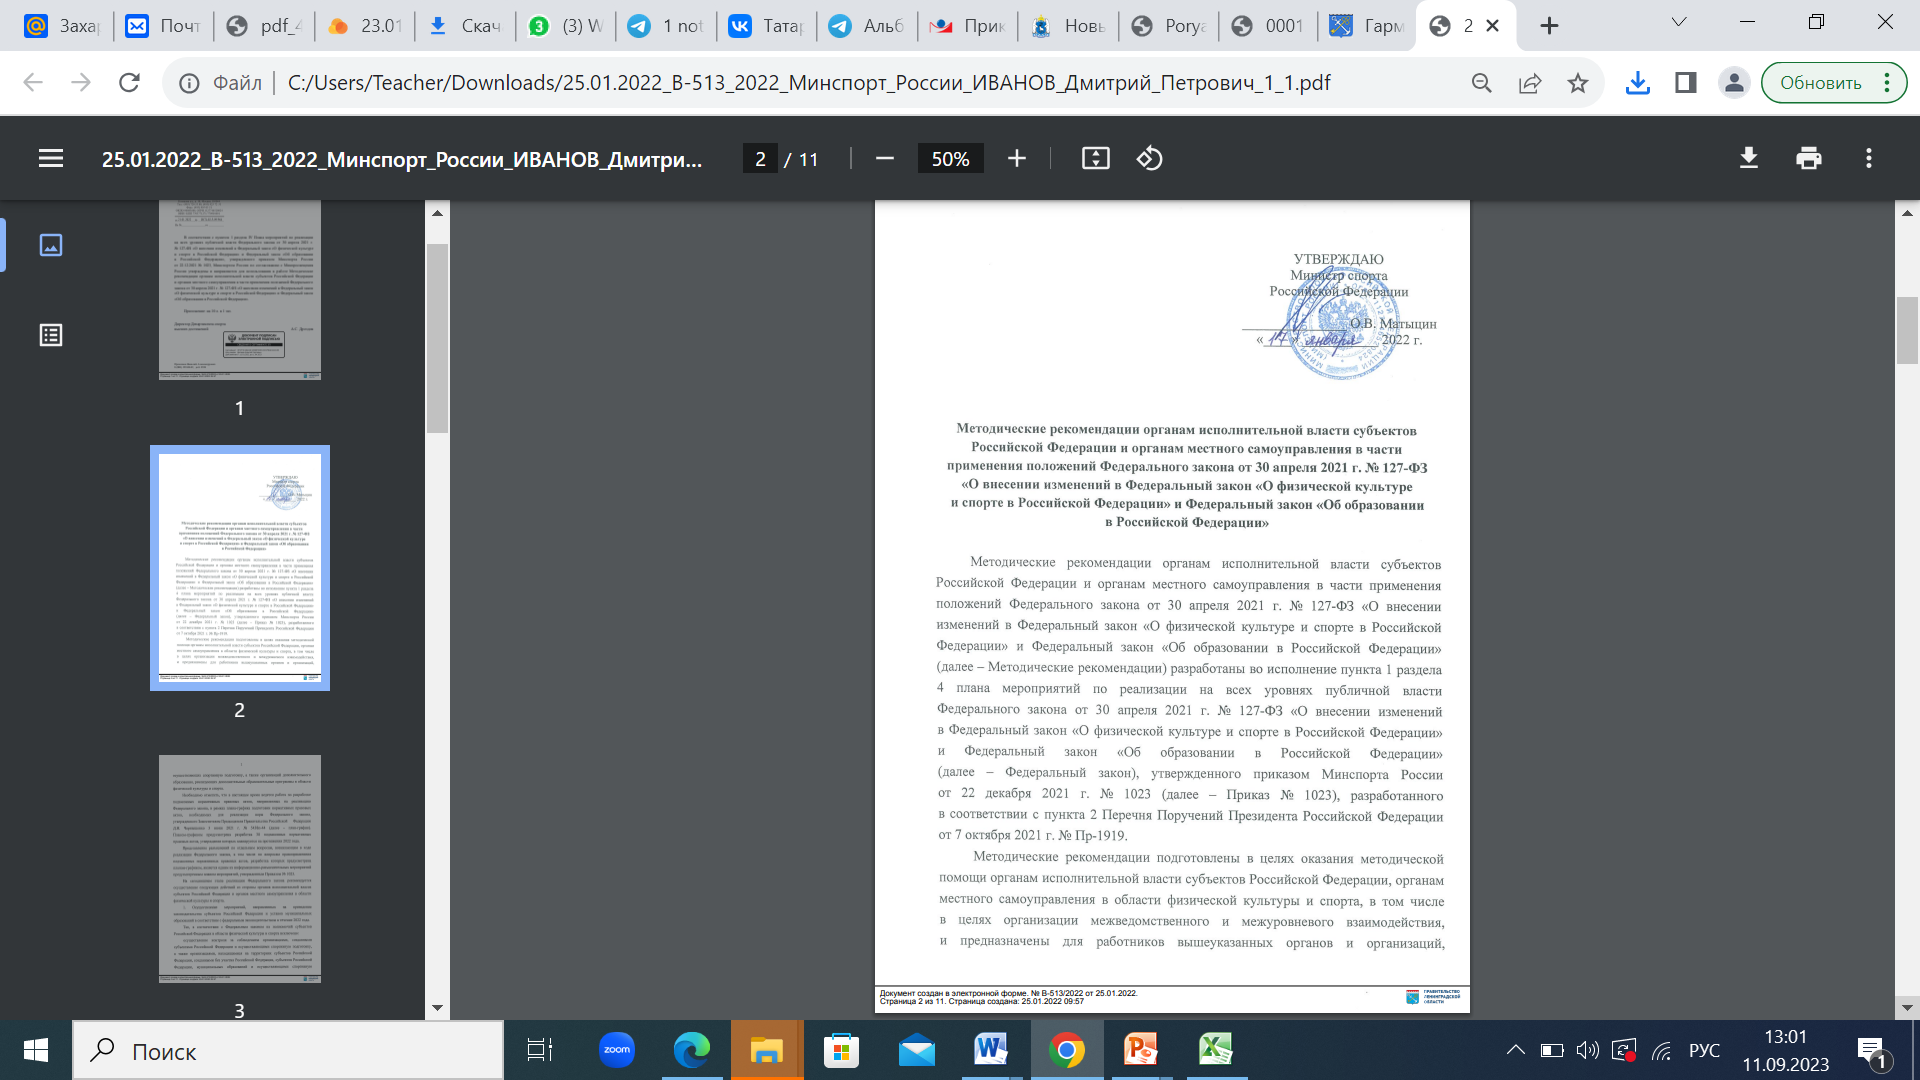 Заха
Почт
pdf_4
23.01
Скач
(3) W
1 not
Татар
Альб
Прик
Новь
Porya
0001
Гарм
2
Файл
C:/Users/Teacher/Downloads/25.01.2022_В-513_2022_Минспорт_России_ИВАНОВ_Дмитрий_Петрович_1_1.pdf
Обновить
25.01.2022_В-513_2022_Минспорт_России_ИВАНОВ_Дмитри...
2 / 11
50%
1
2
3
УТВЕРЖДАЮ
Министр спорта
Российской Федерации
О.В. Матыцин
«17» января 2022 г.
Методические рекомендации органам исполнительной власти субъектов
Российской Федерации и органам местного самоуправления в части
применения положений Федерального закона от 30 апреля 2021 г. № 127-ФЗ
«О внесении изменений в Федеральный закон «О физической культуре
и спорте в Российской Федерации» и Федеральный закон «Об образовании
в Российской Федерации»
Методические рекомендации органам исполнительной власти субъектов
Российской Федерации и органам местного самоуправления в части применения
положений Федерального закона от 30 апреля 2021 г. № 127-ФЗ «О внесении
изменений в Федеральный закон «О физической культуре и спорте в Российской
Федерации» и Федеральный закон «Об образовании в Российской Федерации»
(далее – Методические рекомендации) разработаны во исполнение пункта 1 раздела
4 плана мероприятий по реализации на всех уровнях публичной власти
Федерального закона от 30 апреля 2021 г. № 127-ФЗ «О внесении изменений
в Федеральный закон «О физической культуре и спорте в Российской Федерации»
и Федеральный закон «Об образовании в Российской Федерации»
(далее – Федеральный закон), утвержденного приказом Минспорта России
от 22 декабря 2021 г. № 1023 (далее – Приказ № 1023), разработанного
в соответствии с пункта 2 Перечня Поручений Президента Российской Федерации
от 7 октября 2021 г. № Пр-1919.
Методические рекомендации подготовлены в целях оказания методической
помощи органам исполнительной власти субъектов Российской Федерации, органам
местного самоуправления в области физической культуры и спорта, в том числе
в целях организации межведомственного и межуровневого взаимодействия,
и предназначены для работников вышеуказанных органов и организаций,
Документ создан в электронной форме. № В-513/2022 от 25.01.2022.
Страница 2 из 11. Страница создана: 25.01.2022 09:57
ПРАВИТЕЛЬСТВО
ЛЕНИНГРАДСКОЙ
ОБЛАСТИ
Поиск
zoom
РУС
13:01
11.09.2023
1